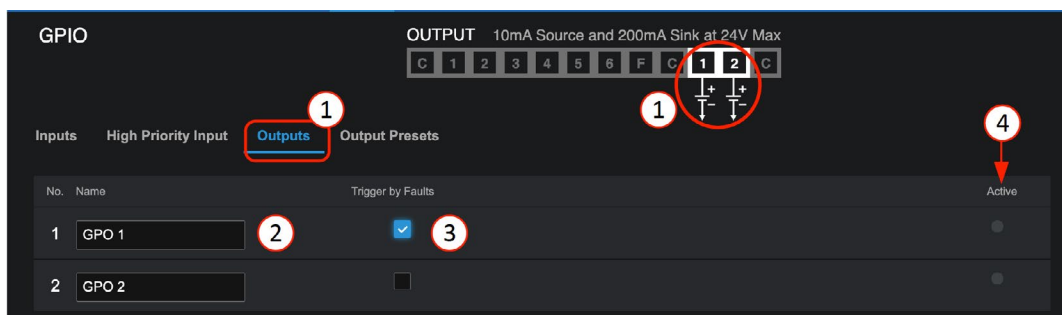 GPIO
OUTPUT 10mA Source and 200mA Sink at 24V Max
C 1 2 3 4 5 6 F C 1 2 C
+ +
- -
1
1
4
Inputs High Priority Input Outputs Output Presets
No. Name Trigger by Faults Active
1 GPO 1 2 3
2 GPO 2